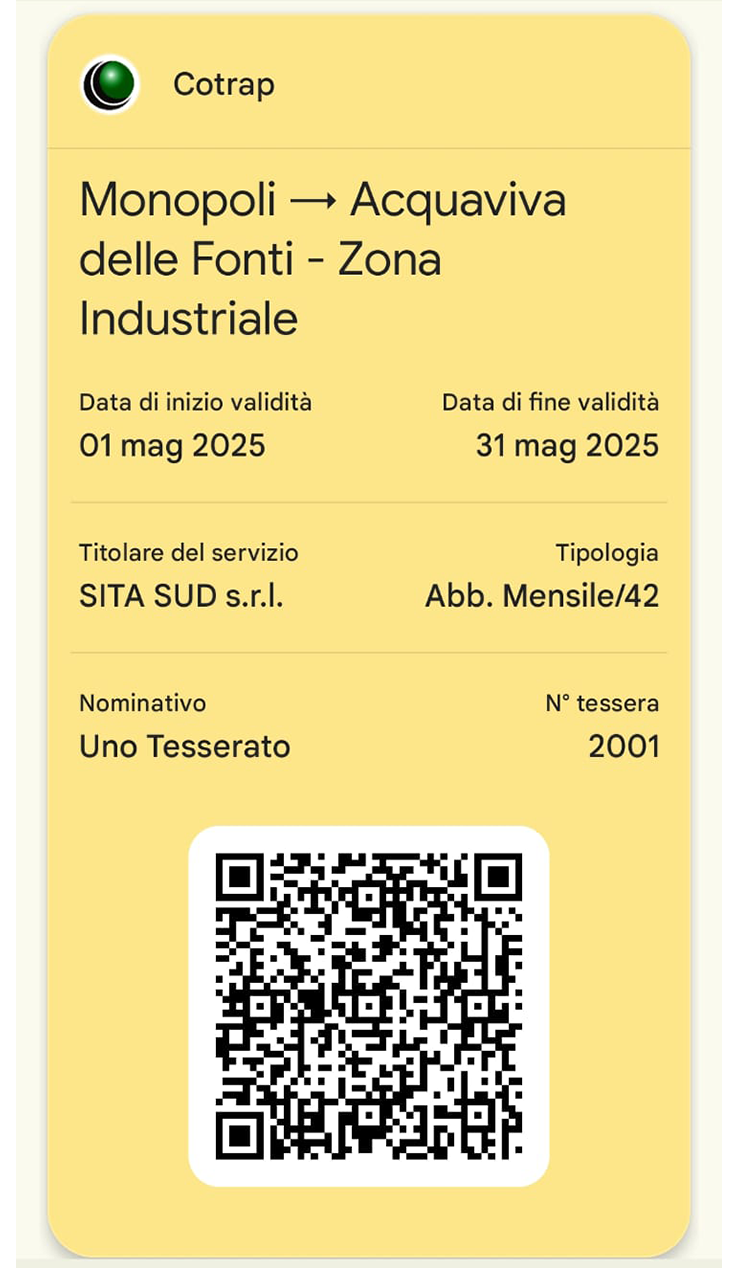 Cotrap
Monopoli → Acquaviva
delle Fonti - Zona
Industriale
Data di inizio validità Data di fine validità
01 mag 2025 31 mag 2025
Titolare del servizio Tipologia
SITA SUD s.r.l. Abb. Mensile/42
Nominativo N° tessera
Uno Tesserato 2001